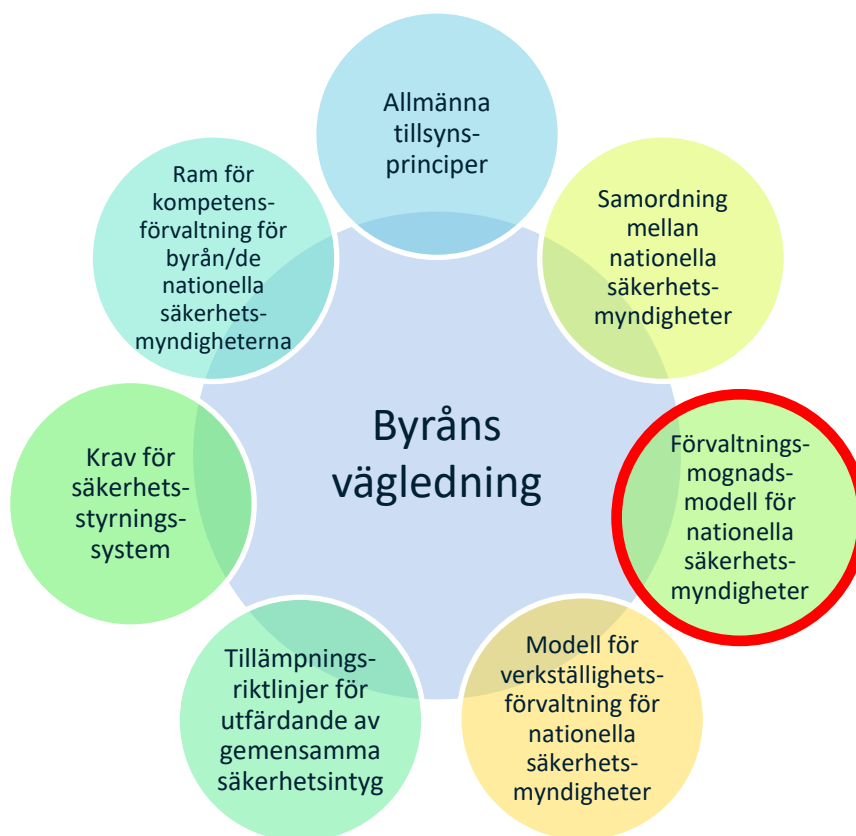 Allmänna
tillsyns-
principer
Samordning
mellan
nationella
säkerhets-
myndigheter
Förvaltnings-
mognads-
modell för
nationella
säkerhets-
myndigheter
Modell för
verkställighets-
förvaltning för
nationella
säkerhets-
myndigheter
Tillämpnings-
riktlinjer för
utfärdande av
gemensamma
säkerhetsintyg
Krav för
säkerhets-
styrnings-
system
Ram för
kompetens-
förvaltning för
byrån/de
nationella
säkerhets-
myndigheterna
Byråns
vägledning